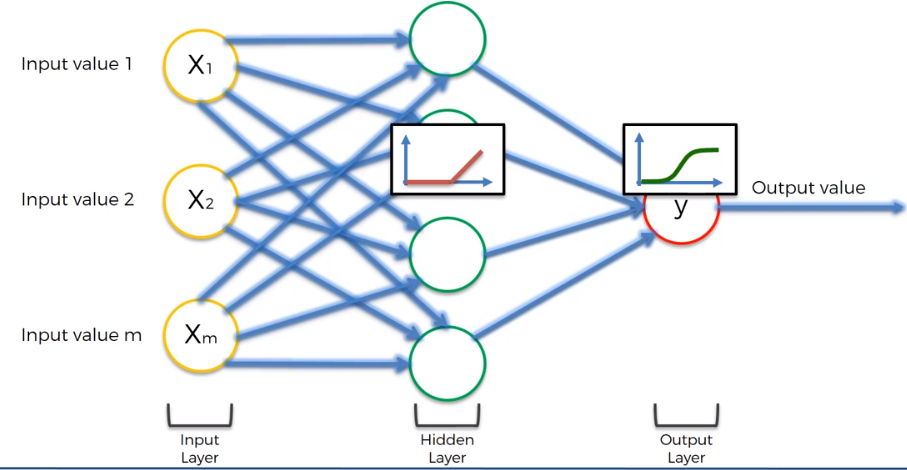 Input value 1
X1
Input value 2
X2
Output value
y
Input value m
Xm
Input
Layer
Hidden
Layer
Output
Layer